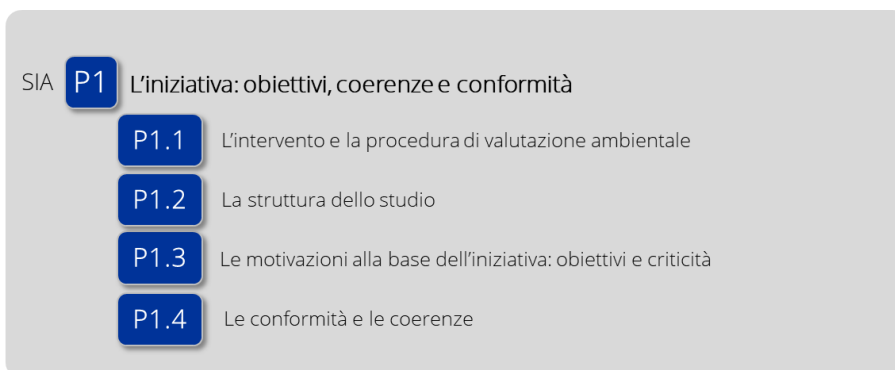 SIA P1 L'iniziativa: obiettivi, coerenze e conformità
P1.1 L'intervento e la procedura di valutazione ambientale
P1.2 La struttura dello studio
P1.3 Le motivazioni alla base dell'iniziativa: obiettivi e criticità
P1.4 Le conformità e le coerenze